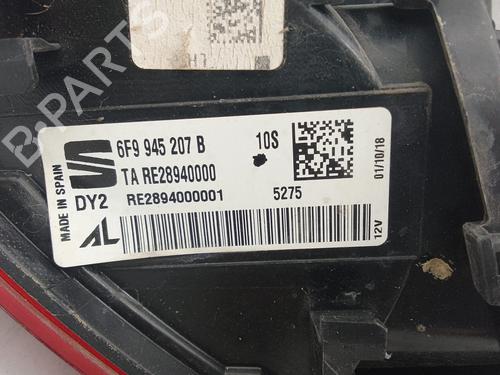 B-PARTS
6F9 945 207 B 10S
TA RE28940000
DY2 RE2894000001 5275
AL
MADE IN SPAIN
01/10/18
12V